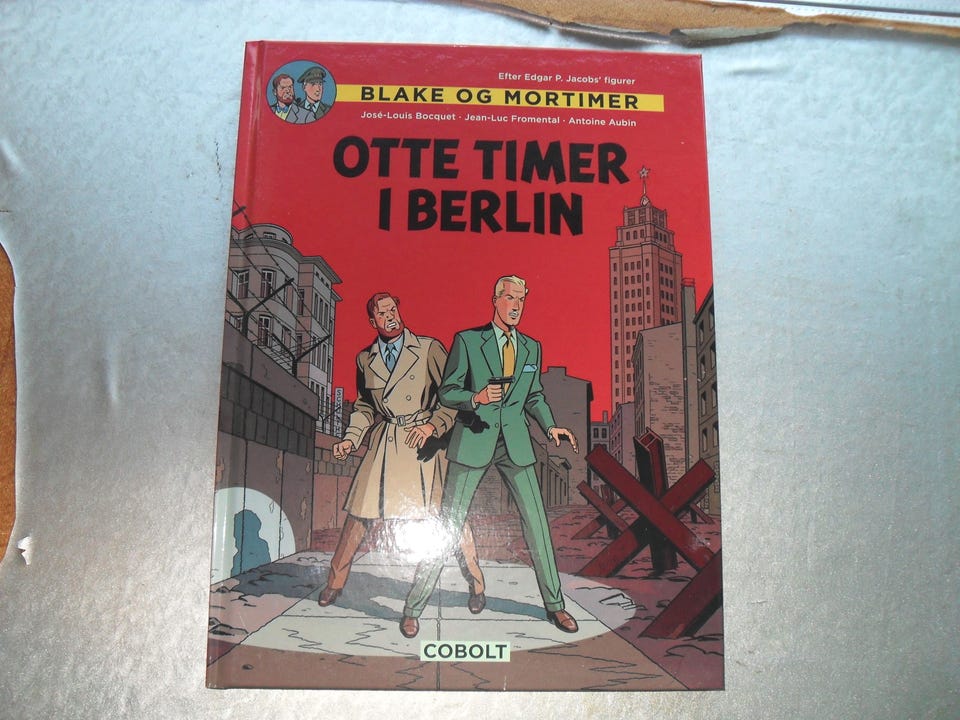 Efter Edgar P. Jacobs' figurer
BLAKE OG MORTIMER
José-Louis Bocquet · Jean-Luc Fromental · Antoine Aubin
OTTE TIMER
I BERLIN
COBOLT